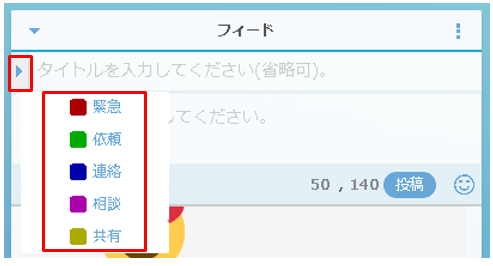 フィード
タイトルを入力してください(省略可)。
緊急
してください。
依頼
連絡
相談
共有
50 , 140 投稿